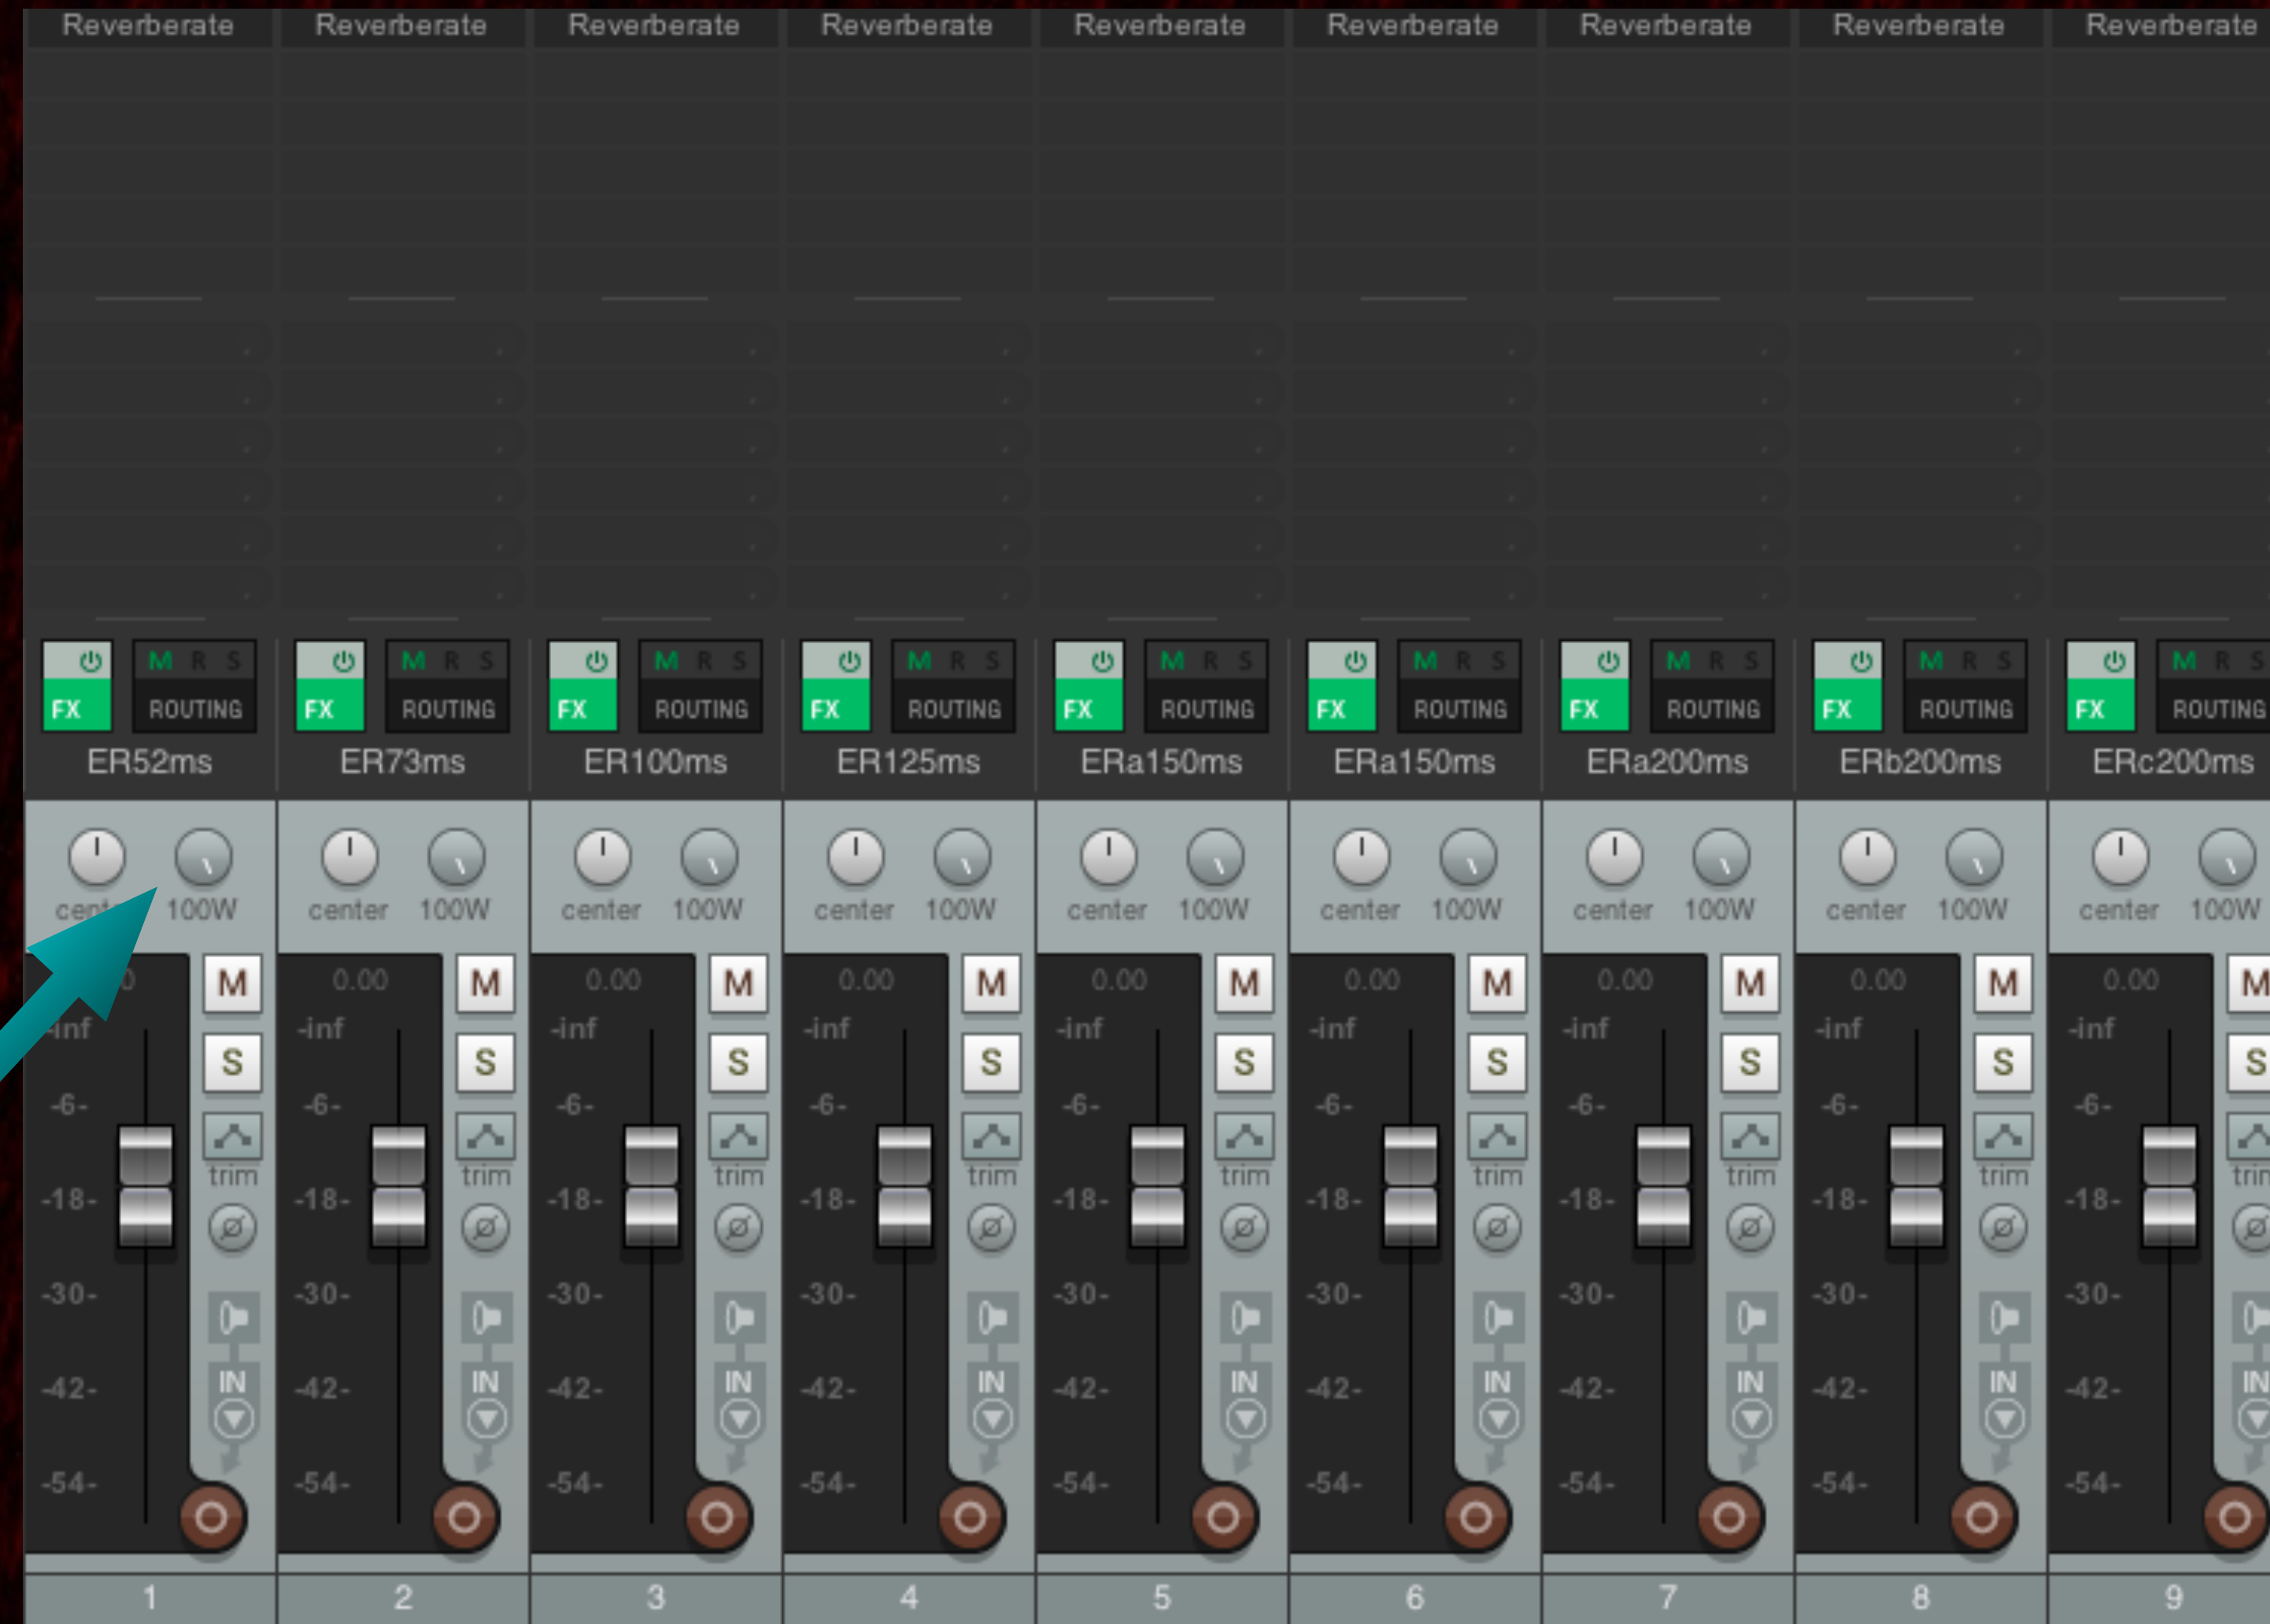 Reverberate Reverberate Reverberate Reverberate Reverberate Reverberate Reverberate Reverberate Reverberate
M R S M R S M R S M R S M R S M R S M R S M R S M R S
FX ROUTING FX ROUTING FX ROUTING FX ROUTING FX ROUTING FX ROUTING FX ROUTING FX ROUTING FX ROUTING
ER52ms ER73ms ER100ms ER125ms ERa150ms ERa150ms ERa200ms ERb200ms ERc200ms
center 100W center 100W center 100W center 100W center 100W center 100W center 100W center 100W center 100W
0 M 0.00 M 0.00 M 0.00 M 0.00 M 0.00 M 0.00 M 0.00 M 0.00 M
-inf -inf -inf -inf -inf -inf -inf -inf -inf
S S S S S S S S S
-6- -6- -6- -6- -6- -6- -6- -6- -6-
trim trim trim trim trim trim trim trim trim
-18- -18- -18- -18- -18- -18- -18- -18- -18-
-30- -30- -30- -30- -30- -30- -30- -30- -30-
-42- IN -42- IN -42- IN -42- IN -42- IN -42- IN -42- IN -42- IN -42- IN
-54- -54- -54- -54- -54- -54- -54- -54- -54-
1 2 3 4 5 6 7 8 9